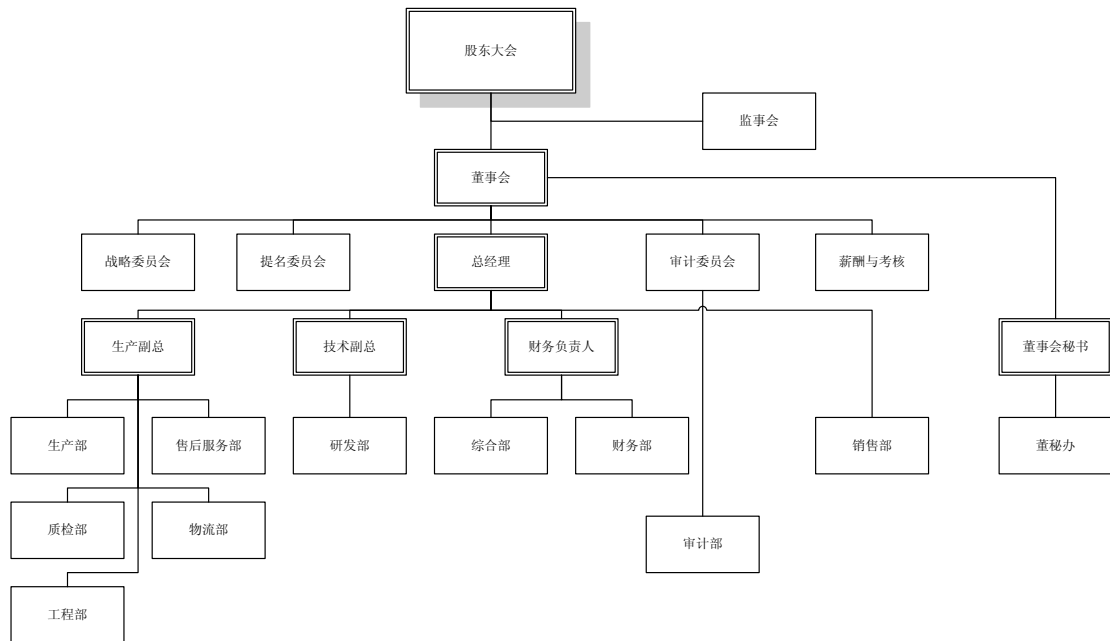 股东大会
监事会
董事会
战略委员会
提名委员会
总经理
审计委员会
薪酬与考核
生产副总
技术副总
财务负责人
董事会秘书
生产部
售后服务部
研发部
综合部
财务部
销售部
董秘办
质检部
物流部
审计部
工程部